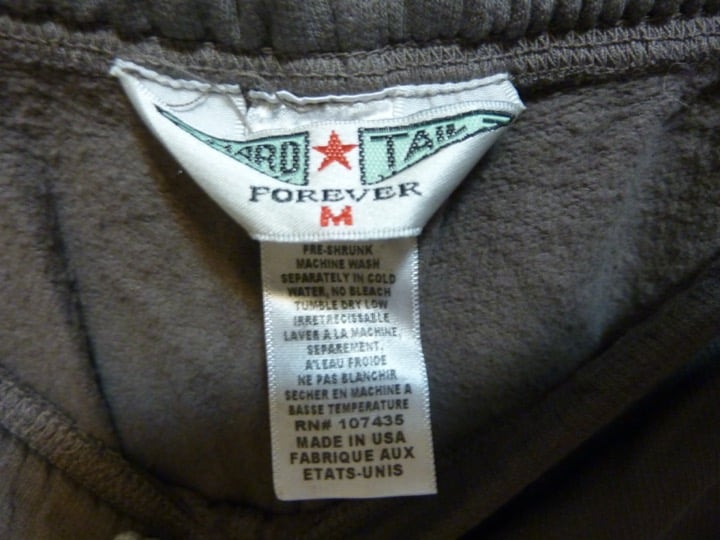 HARD TAIL
FOREVER
M
PRE-SHRUNK
MACHINE WASH
SEPARATELY IN COLD
WATER, NO BLEACH
TUMBLE DRY LOW
IRRETRECISSABLE
LAVER A LA MACHINE,
SEPAREMENT,
A'LEAU FROIDE
NE PAS BLANCHIR
SECHER EN MACHINE A
BASSE TEMPERATURE
RN# 107435
MADE IN USA
FABRIQUE AUX
ETATS-UNIS